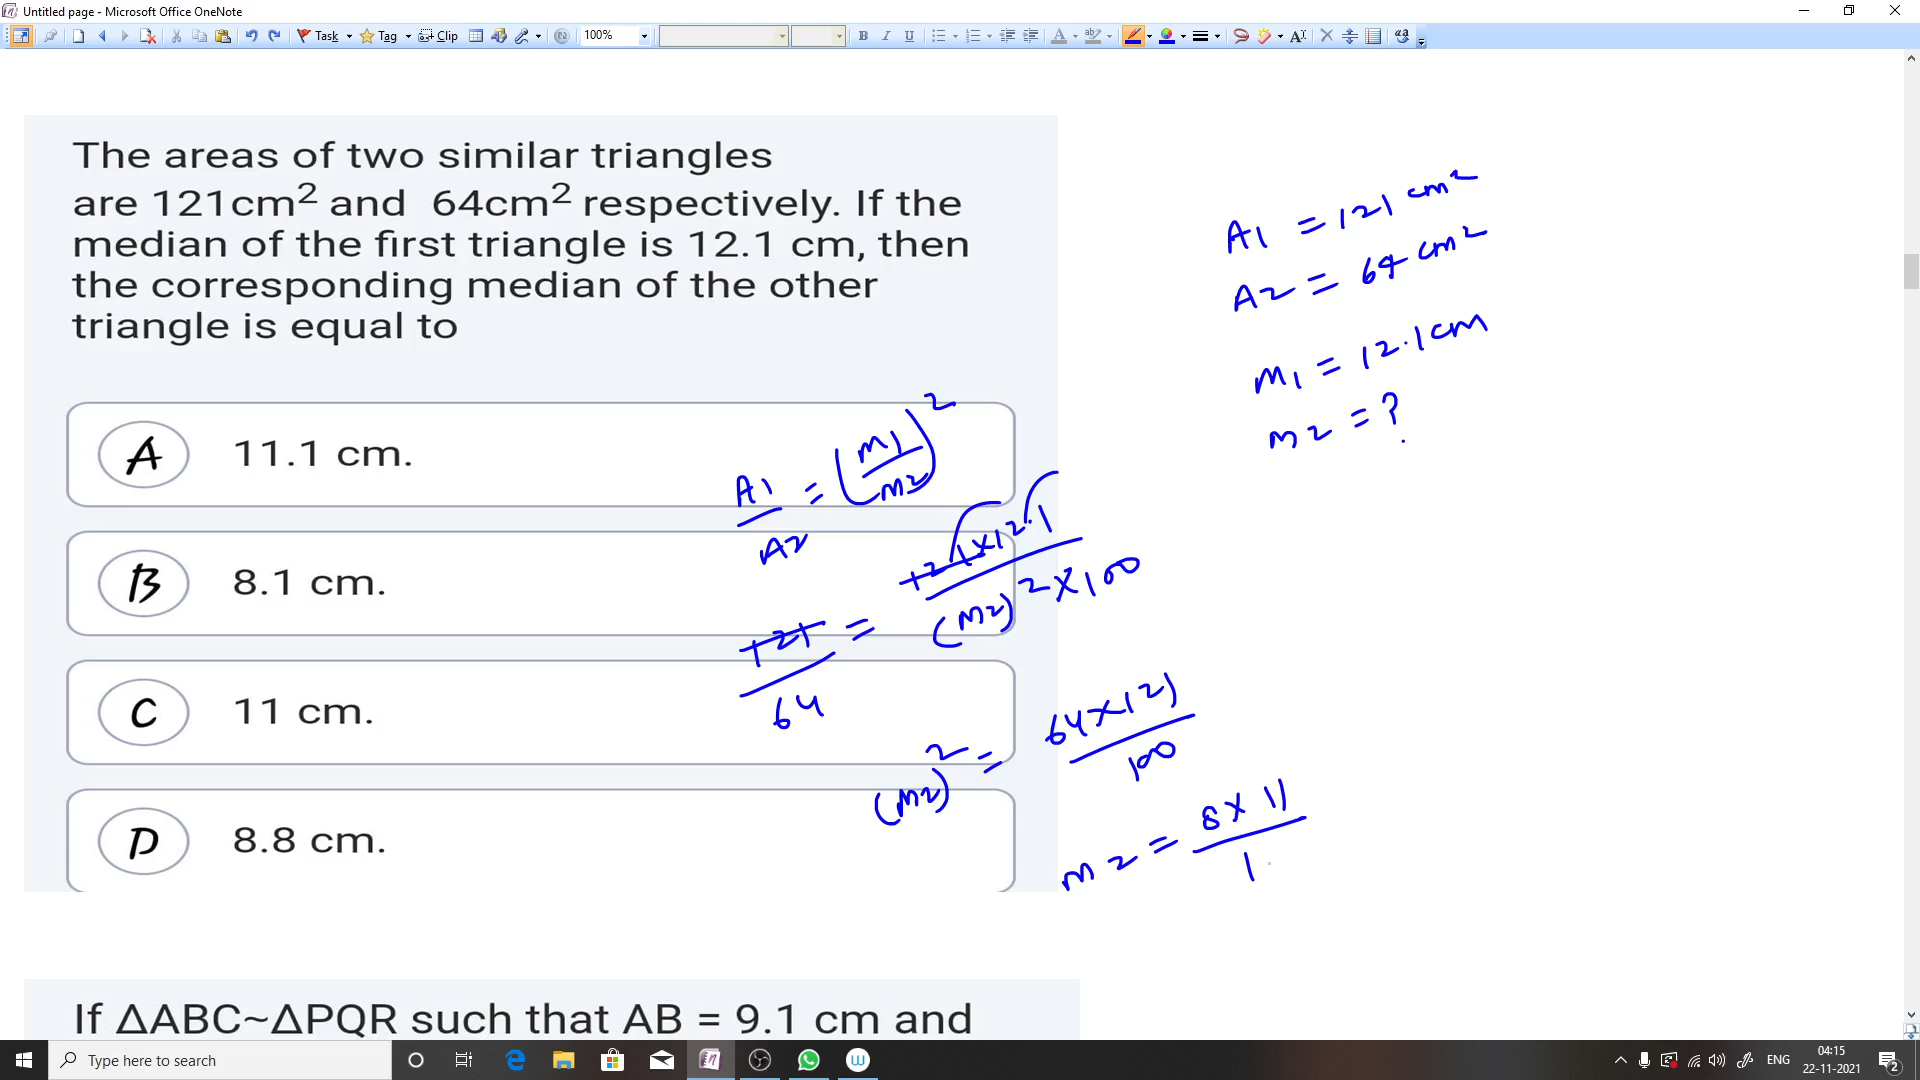 Untitled page - Microsoft Office OneNote
Task Tag Clip 100%
The areas of two similar triangles
are 121cm² and 64cm² respectively. If the
median of the first triangle is 12.1 cm, then
the corresponding median of the other
triangle is equal to
A 11.1 cm.
B 8.1 cm.
C 11 cm.
D 8.8 cm.
A1 = 121 cm²
A2 = 64 cm²
m1 = 12.1 cm
m2 = ?
A1/A2 = (m1/m2)²
121/64 = 121×12.1/(m2)²×100
(m2)² = 64×121/100
m2 = 8×11/1
If ΔABC~ΔPQR such that AB = 9.1 cm and
Type here to search
ENG
04:15
22-11-2021
2